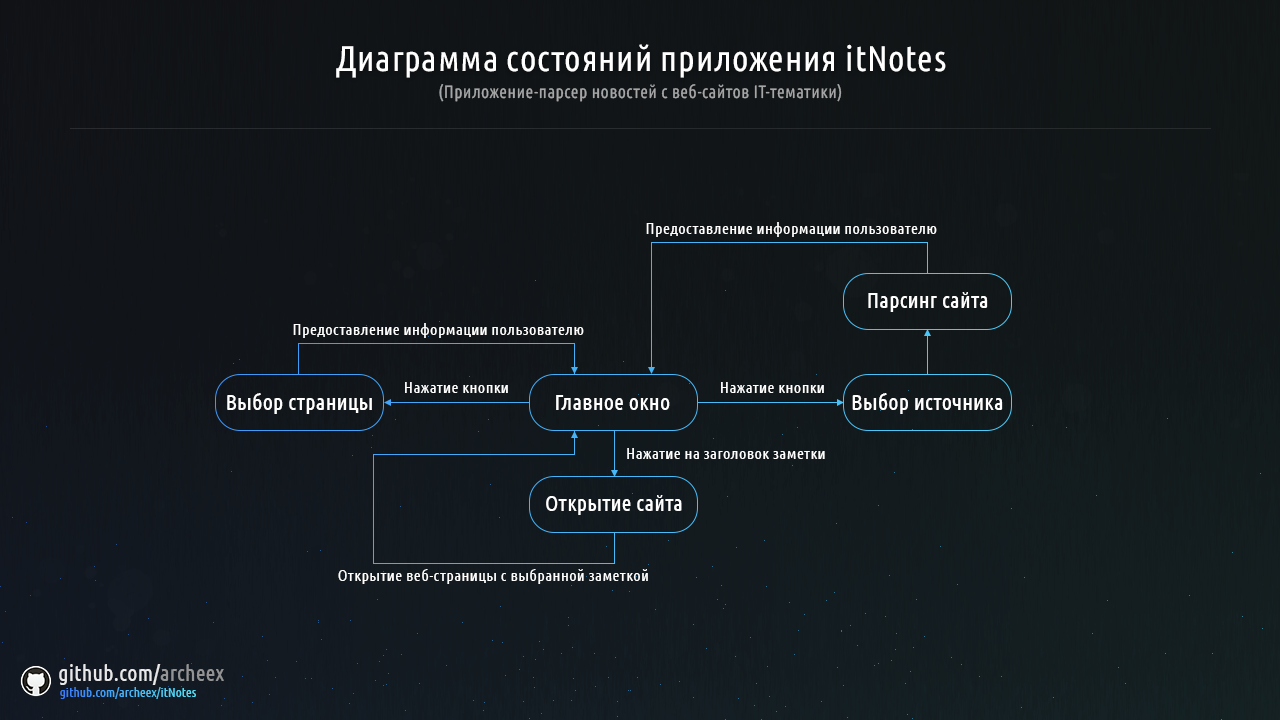 Диаграмма состояний приложения itNotes
(Приложение-парсер новостей с веб-сайтов IT-тематики)
Предоставление информации пользователю
Парсинг сайта
Предоставление информации пользователю
Выбор страницы
Нажатие кнопки
Главное окно
Нажатие кнопки
Выбор источника
Нажатие на заголовок заметки
Открытие сайта
Открытие веб-страницы с выбранной заметкой
github.com/archeex
github.com/archeex/itNotes